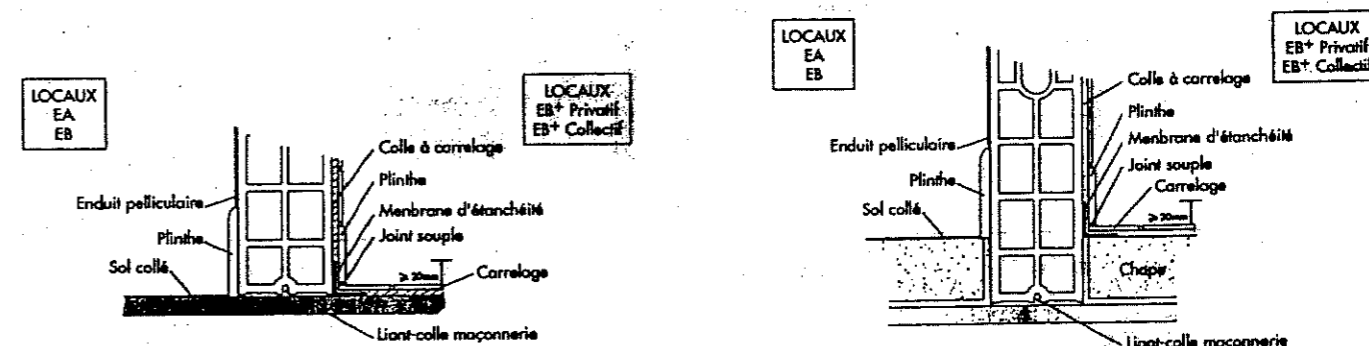 LOCAUX
EA
EB
LOCAUX
EB+ Privatif
EB+ Collectif
Colle à carrelage
Plinthe
Enduit pelliculaire
Menbrane d'étanchéité
Joint souple
Plinthe
≥ 20mm
Sol collé
Carrelage
Liant-colle maçonnerie
LOCAUX
EA
EB
LOCAUX
EB+ Privatif
EB+ Collectif
Colle à carrelage
Plinthe
Enduit pelliculaire
Menbrane d'étanchéité
Joint souple
Plinthe
Carrelage
Sol collé
≥ 20mm
Chape
Liant-colle maçonnerie